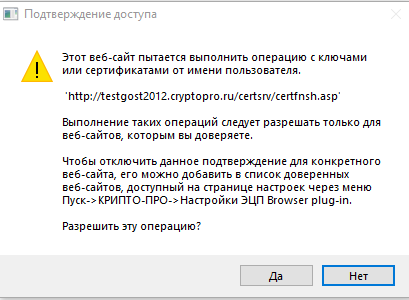 Подтверждение доступа
Этот веб-сайт пытается выполнить операцию с ключами
или сертификатами от имени пользователя.
'http://testgost2012.cryptopro.ru/certsrv/certfnsh.asp'
Выполнение таких операций следует разрешать только для
веб-сайтов, которым вы доверяете.
Чтобы отключить данное подтверждение для конкретного
веб-сайта, его можно добавить в список доверенных
веб-сайтов, доступный на странице настроек через меню
Пуск->КРИПТО-ПРО->Настройки ЭЦП Browser plug-in.
Разрешить эту операцию?
Да Нет